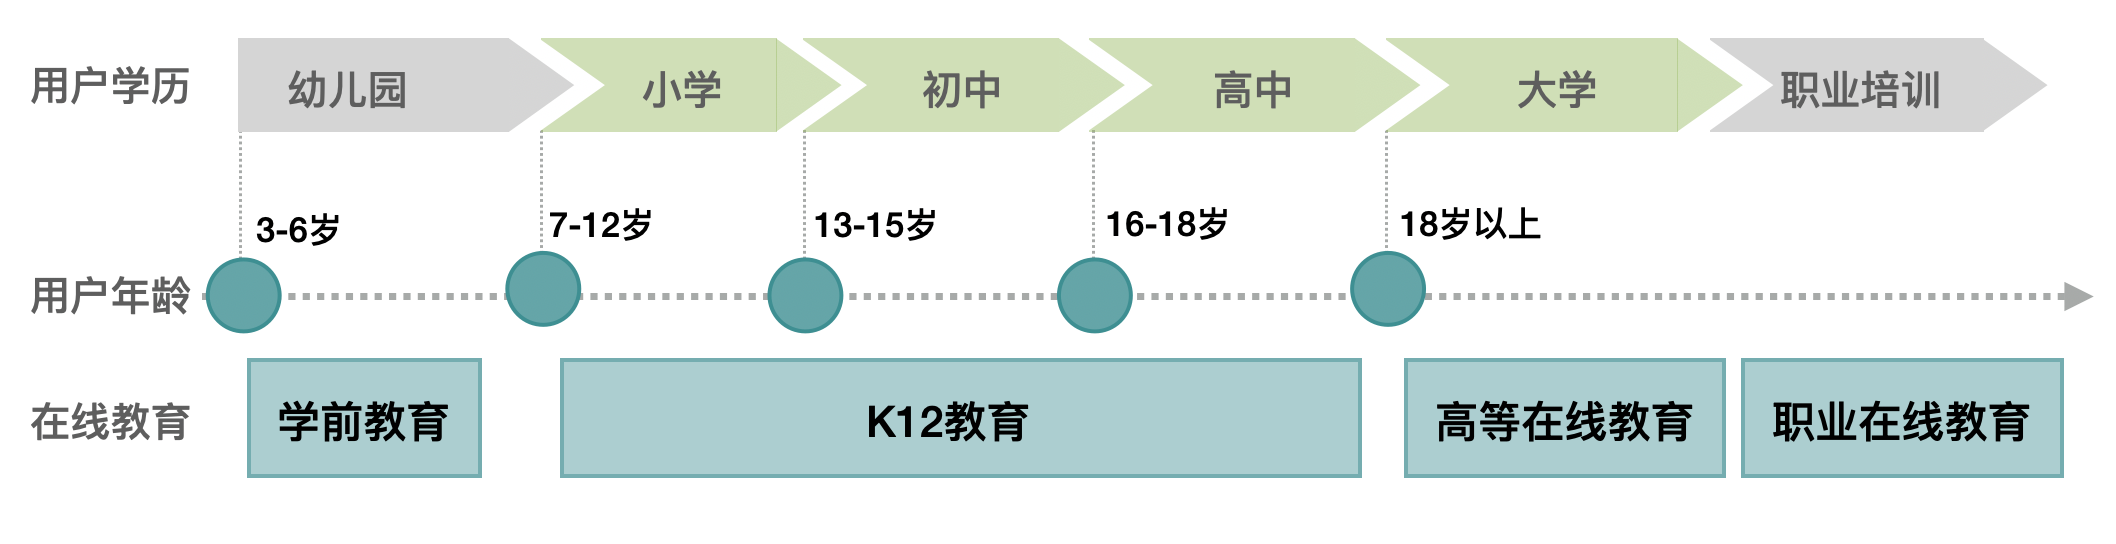 用户学历
幼儿园
小学
初中
高中
大学
职业培训
3-6岁
7-12岁
13-15岁
16-18岁
18岁以上
用户年龄
在线教育
学前教育
K12教育
高等在线教育
职业在线教育